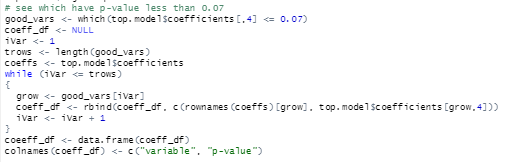 # see which have p-value less than 0.07
good_vars <- which(top.model$coefficients[,4] <= 0.07)
coeff_df <- NULL
iVar <- 1
trows <- length(good_vars)
coeffs <- top.model$coefficients
while (iVar <= trows)
{
  grow <- good_vars[iVar]
  coeff_df <- rbind(coeff_df, c(rownames(coeffs)[grow], top.model$coefficients[grow,4]))
  iVar <- iVar + 1
}
coeeff_df <- data.frame(coeff_df)
colnames(coeff_df) <- c("variable", "p-value")